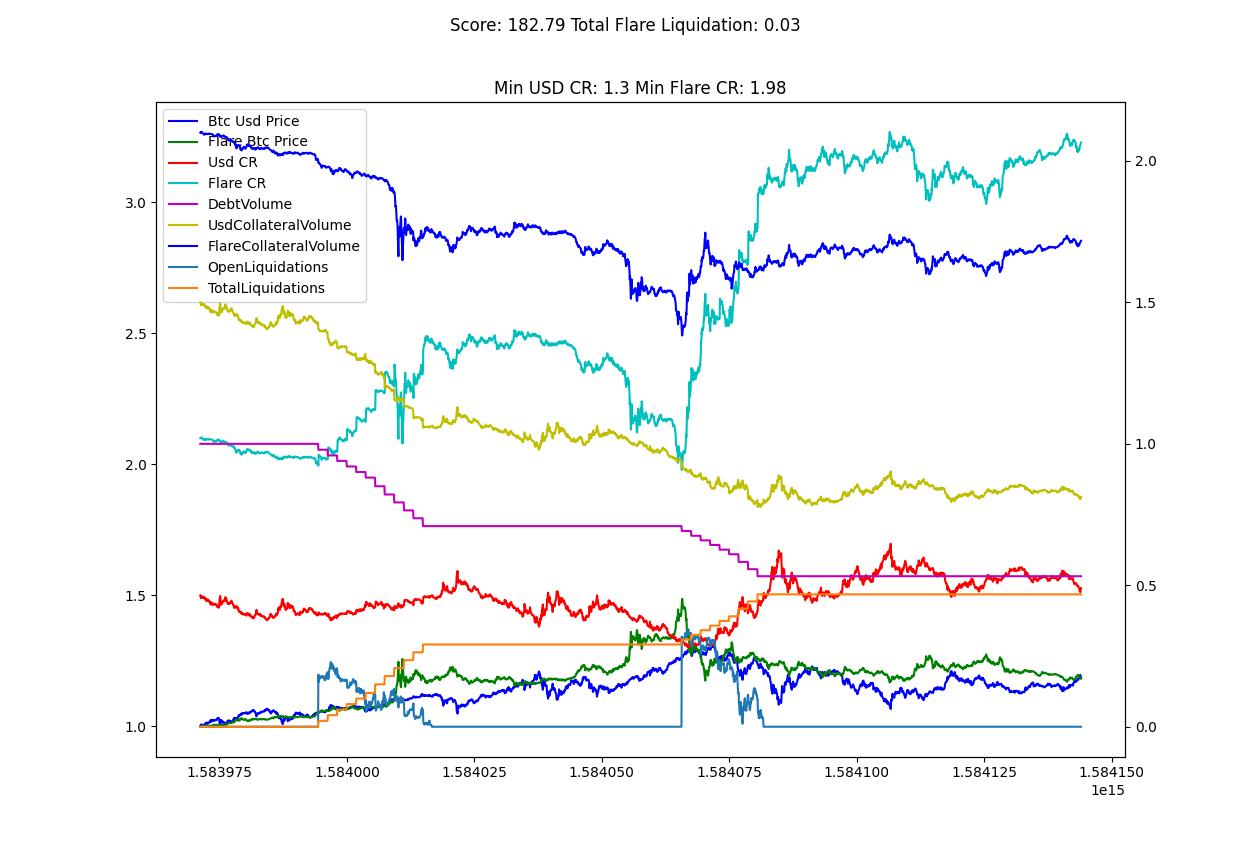 Score: 182.79 Total Flare Liquidation: 0.03
Min USD CR: 1.3 Min Flare CR: 1.98
Btc Usd Price
Flare Btc Price
Usd CR
Flare CR
DebtVolume
UsdCollateralVolume
FlareCollateralVolume
OpenLiquidations
TotalLiquidations
3.0
2.5
2.0
1.5
1.0
2.0
1.5
1.0
0.5
0.0
1.583975 1.584000 1.584025 1.584050 1.584075 1.584100 1.584125 1.584150
1e15